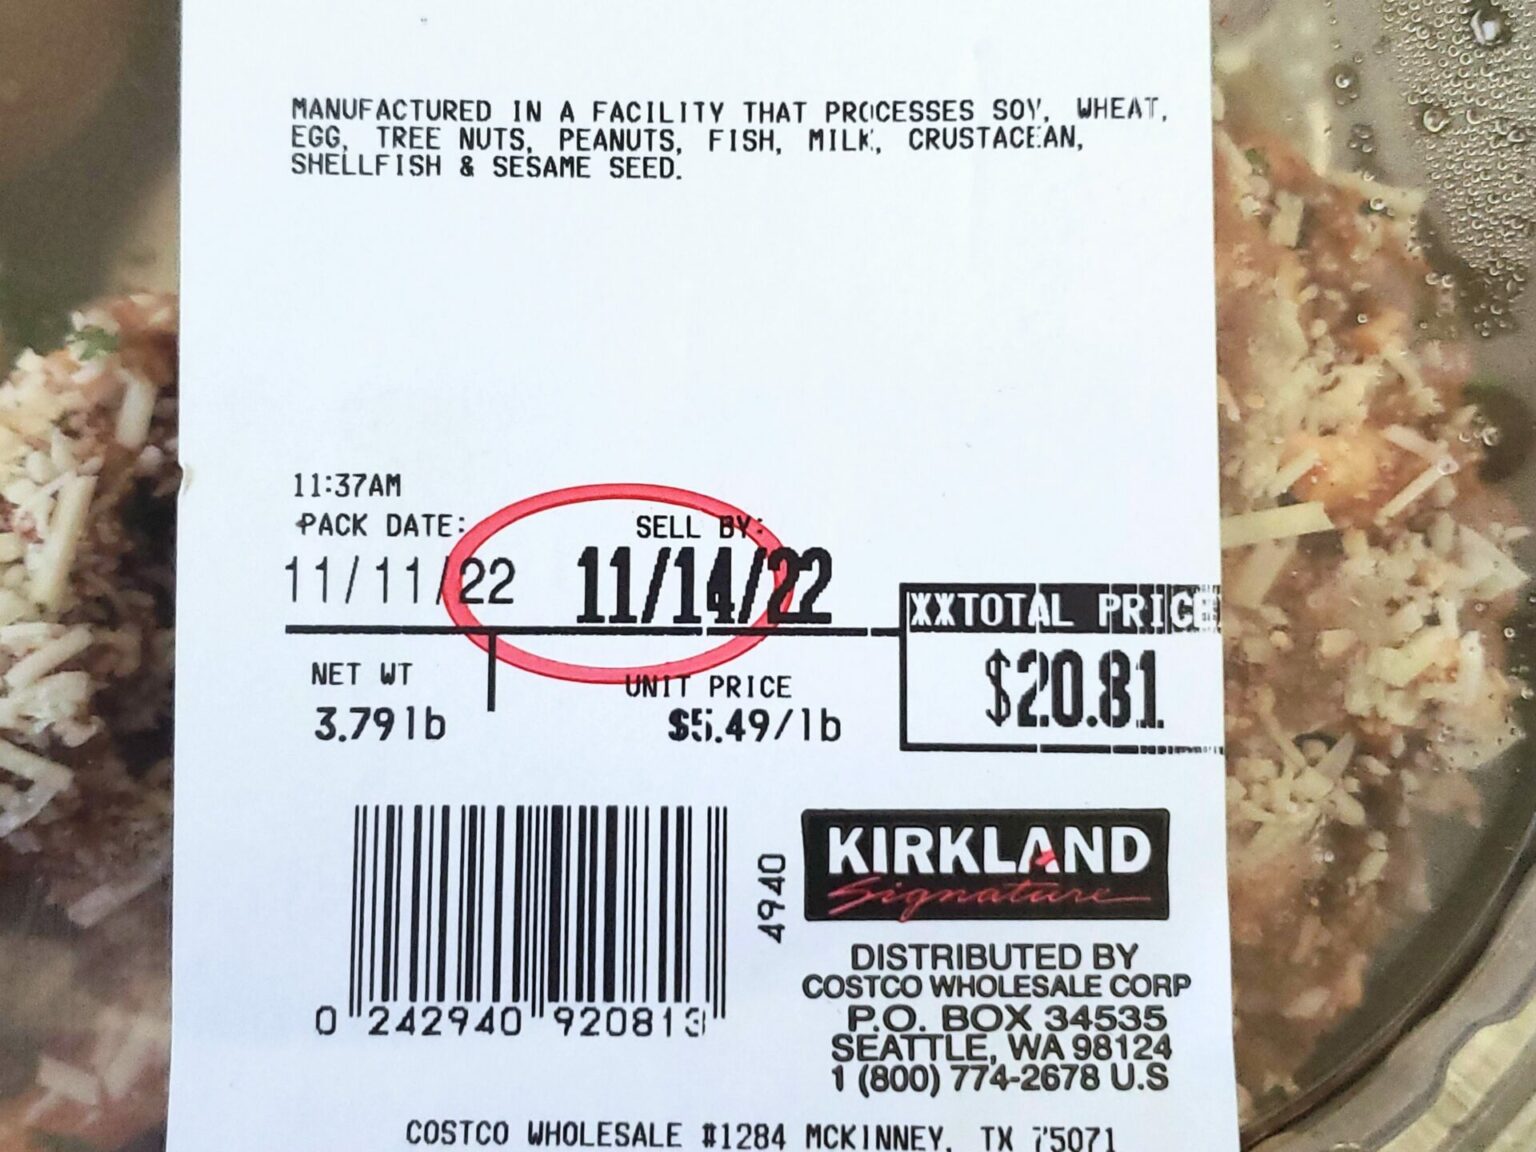 MANUFACTURED IN A FACILITY THAT PROCESSES SOY, WHEAT,
EGG, TREE NUTS, PEANUTS, FISH, MILK, CRUSTACEAN,
SHELLFISH & SESAME SEED.
11:37AM
PACK DATE: SELL BY:
11/11/22 11/14/22
XXTOTAL PRICE
$20.81
NET WT UNIT PRICE
3.79lb $5.49/lb
0 242940 920813
4940
KIRKLAND
Signature
DISTRIBUTED BY
COSTCO WHOLESALE CORP
P.O. BOX 34535
SEATTLE, WA 98124
1 (800) 774-2678 U.S
COSTCO WHOLESALE #1284 MCKINNEY, TX 75071